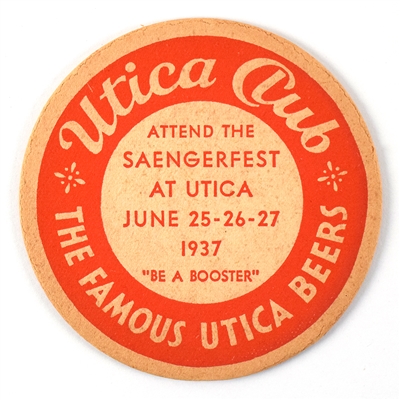 Utica Club
ATTEND THE
SAENGERFEST
AT UTICA
JUNE 25-26-27
1937
"BE A BOOSTER"
THE FAMOUS UTICA BEERS